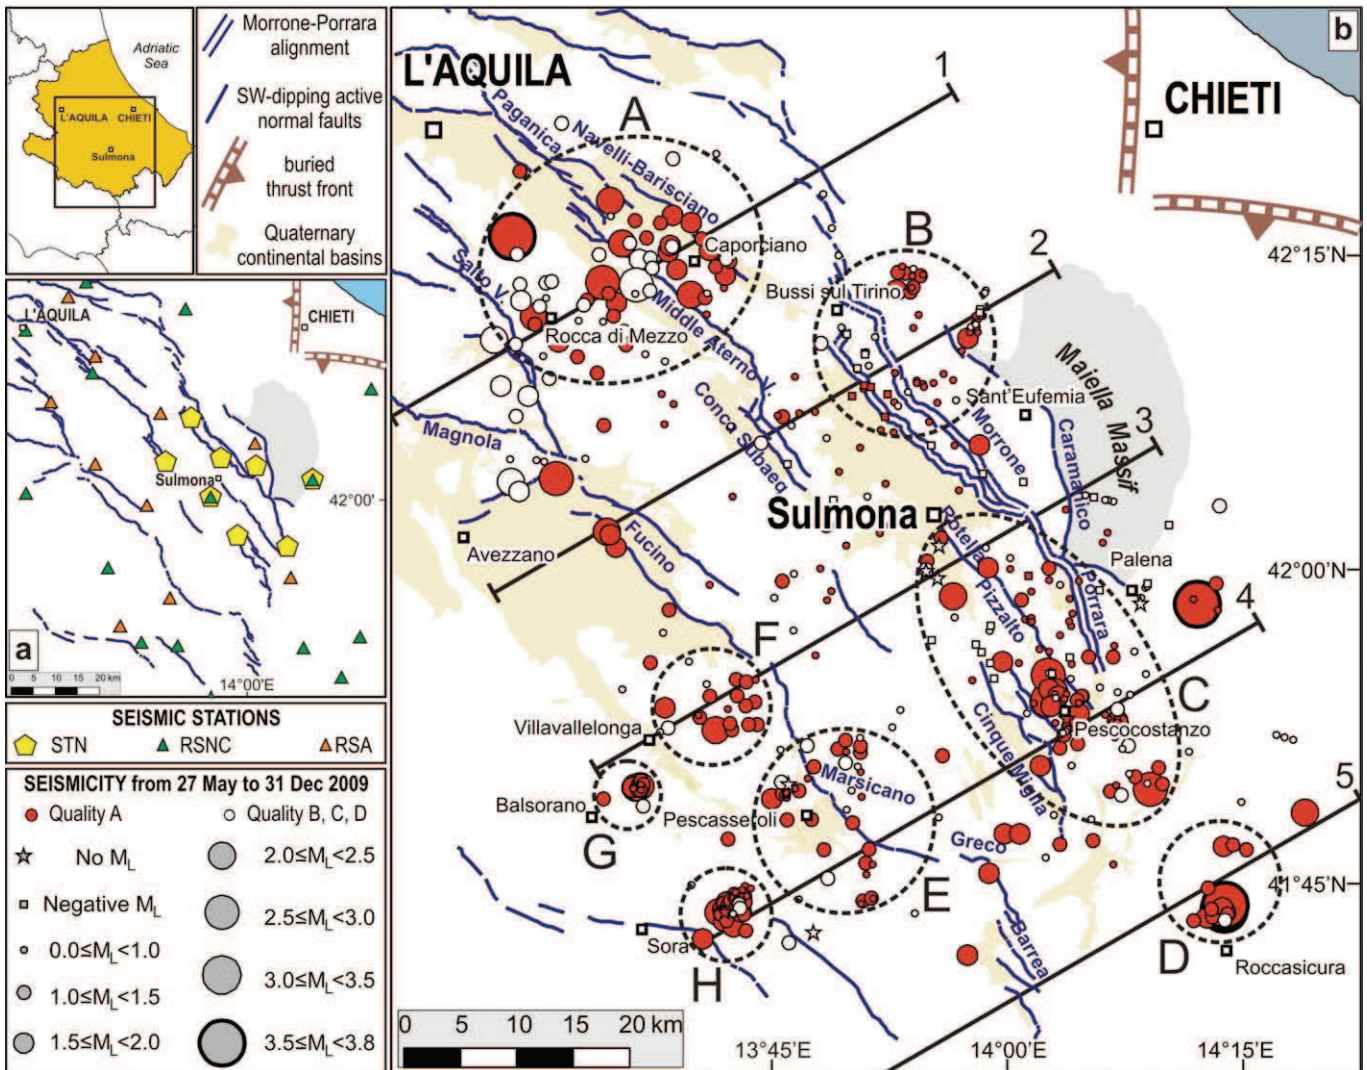 Adriatic
Sea
L'AQUILA
CHIETI
Sulmona
Morrone-Porrara
alignment
SW-dipping active
normal faults
buried
thrust front
Quaternary
continental basins
L'AQUILA
CHIETI
Sulmona
42°00'
14°00'E
a
0 5 10 15 20 km
SEISMIC STATIONS
STN
RSNC
RSA
SEISMICITY from 27 May to 31 Dec 2009
Quality A
Quality B, C, D
No ML
2.0≤ML<2.5
Negative ML
2.5≤ML<3.0
0.0≤ML<1.0
3.0≤ML<3.5
1.0≤ML<1.5
1.5≤ML<2.0
3.5≤ML<3.8
b
L'AQUILA
CHIETI
1
Paganica
A
Navelli-Barisciano
Caporciano
Salto V.
Rocca di Mezzo
Middle Aterno V.
B
2
42°15'
Bussi sul Tirino
Maiella Massif
Sant'Eufemia
Morrone
Caramanico
3
Magnola
Conca Subaeq
Sulmona
Avezzano
Fucino
Rotella
Pizzalto
Porrara
Palena
42°00'
4
F
Villavallelonga
C
Pescocostanzo
Cinque Miglia
Balsorano
G
Marsicano
Pescasseroli
5
Greco
E
41°45'
Sora
H
Barrea
D
Roccasicura
0 5 10 15 20 km
13°45'E
14°00'E
14°15'E